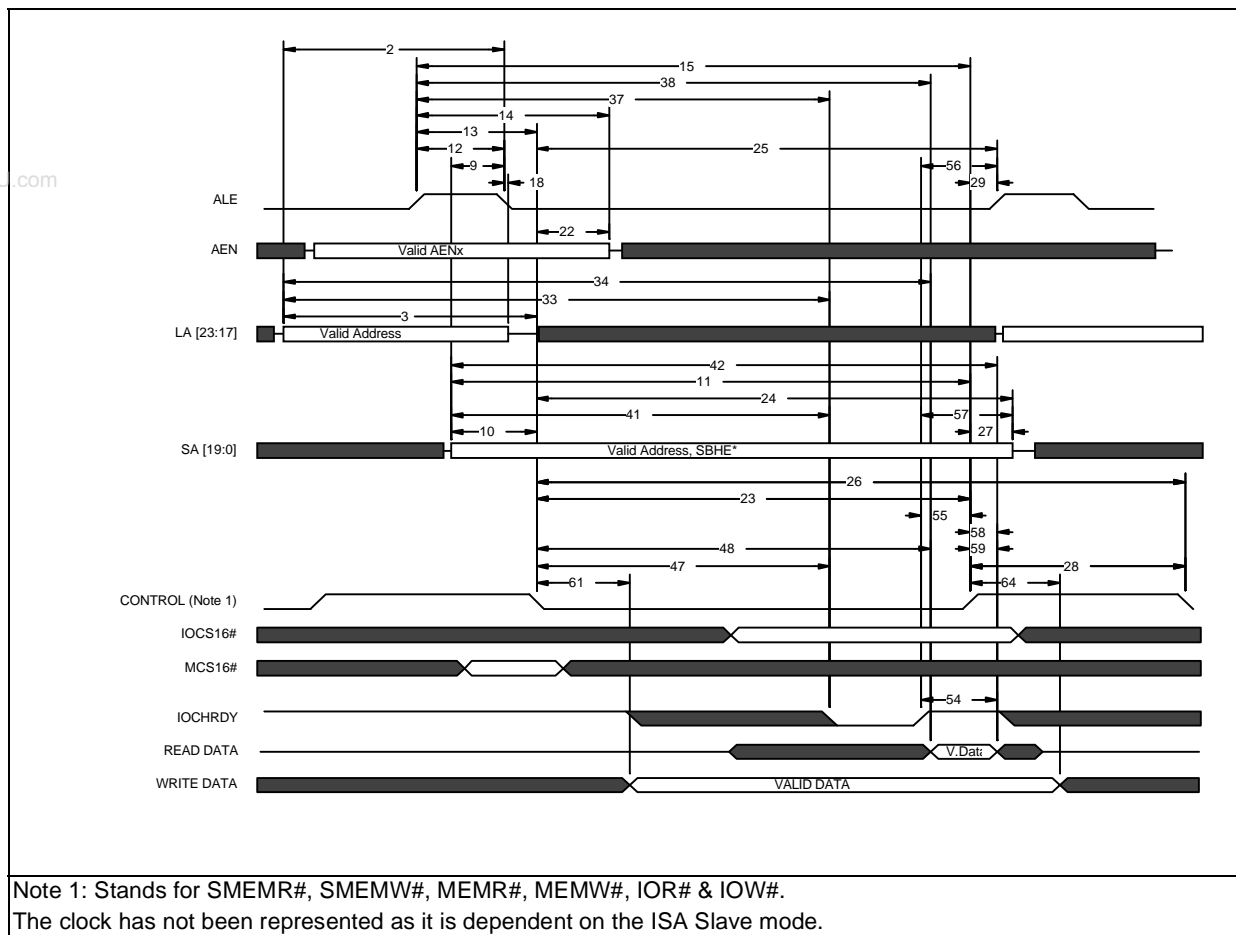 2
15
38
37
14
13
12
25
9
56
18
29
ALE
22
AEN
Valid AENx
34
33
3
LA [23:17]
Valid Address
42
11
24
41
57
10
27
SA [19:0]
Valid Address, SBHE*
26
23
55
58
48
59
47
28
61
64
CONTROL (Note 1)
IOCS16#
MCS16#
54
IOCHRDY
READ DATA
V.Data
WRITE DATA
VALID DATA
Note 1: Stands for SMEMR#, SMEMW#, MEMR#, MEMW#, IOR# & IOW#.
The clock has not been represented as it is dependent on the ISA Slave mode.